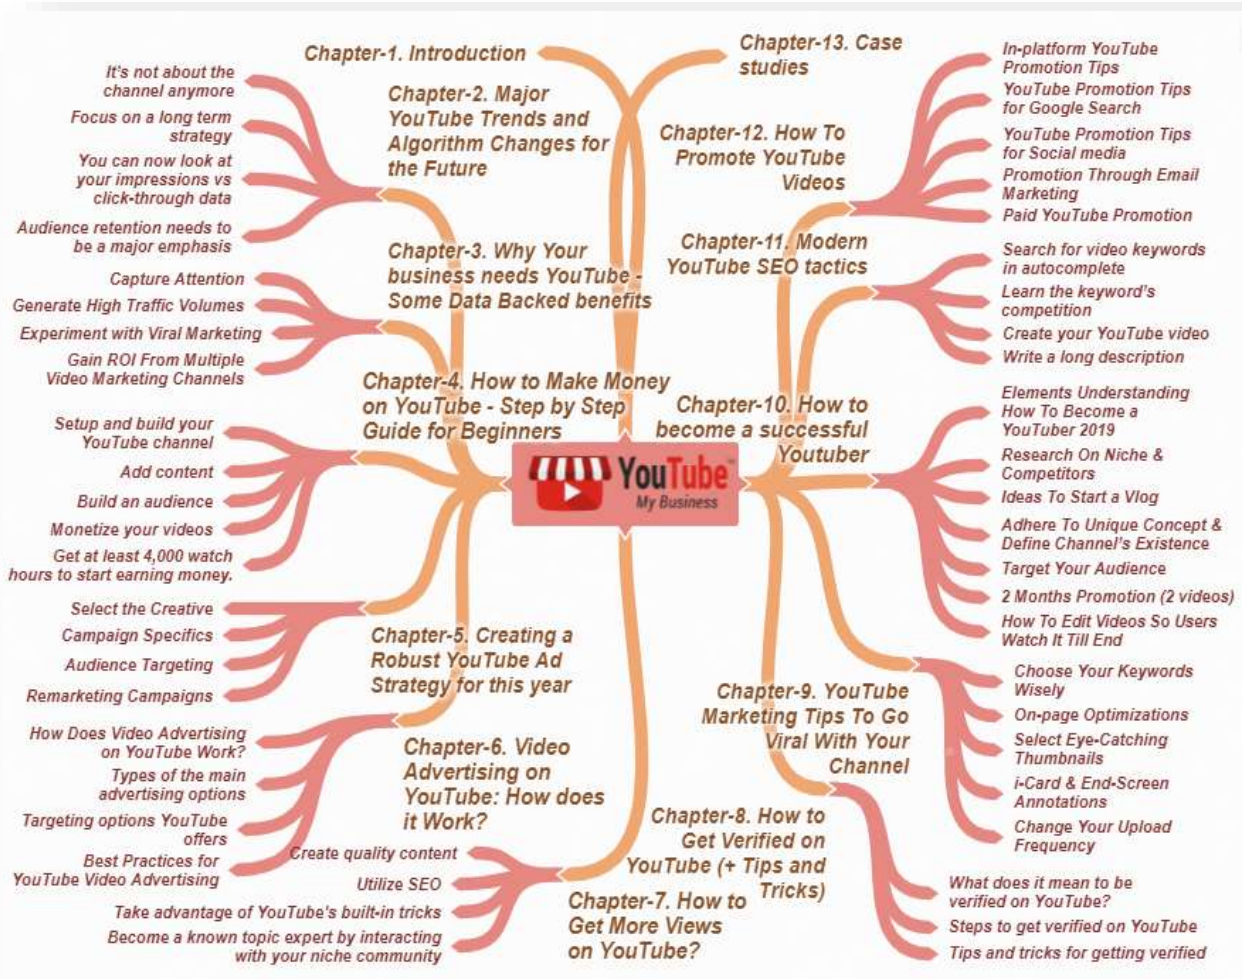 Chapter-1. Introduction
Chapter-2. Major
YouTube Trends and
Algorithm Changes for
the Future
It's not about the
channel anymore
Focus on a long term
strategy
You can now look at
your impressions vs
click-through data
Audience retention needs to
be a major emphasis
Chapter-3. Why Your
business needs YouTube -
Some Data Backed benefits
Capture Attention
Generate High Traffic Volumes
Experiment with Viral Marketing
Gain ROI From Multiple
Video Marketing Channels
Chapter-4. How to Make Money
on YouTube - Step by Step
Guide for Beginners
Setup and build your
YouTube channel
Add content
Build an audience
Monetize your videos
Get at least 4,000 watch
hours to start earning money.
YouTube
My Business
Chapter-5. Creating a
Robust YouTube Ad
Strategy for this year
Select the Creative
Campaign Specifics
Audience Targeting
Remarketing Campaigns
Chapter-6. Video
Advertising on
YouTube: How does
it Work?
How Does Video Advertising
on YouTube Work?
Types of the main
advertising options
Targeting options YouTube
offers
Best Practices for
YouTube Video Advertising
Chapter-7. How to
Get More Views
on YouTube?
Create quality content
Utilize SEO
Take advantage of YouTube's built-in tricks
Become a known topic expert by interacting
with your niche community
Chapter-8. How to
Get Verified on
YouTube (+ Tips and
Tricks)
What does it mean to be
verified on YouTube?
Steps to get verified on YouTube
Tips and tricks for getting verified
Chapter-9. YouTube
Marketing Tips To Go
Viral With Your
Channel
Choose Your Keywords
Wisely
On-page Optimizations
Select Eye-Catching
Thumbnails
i-Card & End-Screen
Annotations
Change Your Upload
Frequency
Chapter-10. How to
become a successful
Youtuber
Elements Understanding
How To Become a
YouTuber 2019
Research On Niche &
Competitors
Ideas To Start a Vlog
Adhere To Unique Concept &
Define Channel's Existence
Target Your Audience
2 Months Promotion (2 videos)
How To Edit Videos So Users
Watch It Till End
Chapter-11. Modern
YouTube SEO tactics
Search for video keywords
in autocomplete
Learn the keyword's
competition
Create your YouTube video
Write a long description
Chapter-12. How To
Promote YouTube
Videos
In-platform YouTube
Promotion Tips
YouTube Promotion Tips
for Google Search
YouTube Promotion Tips
for Social media
Promotion Through Email
Marketing
Paid YouTube Promotion
Chapter-13. Case
studies